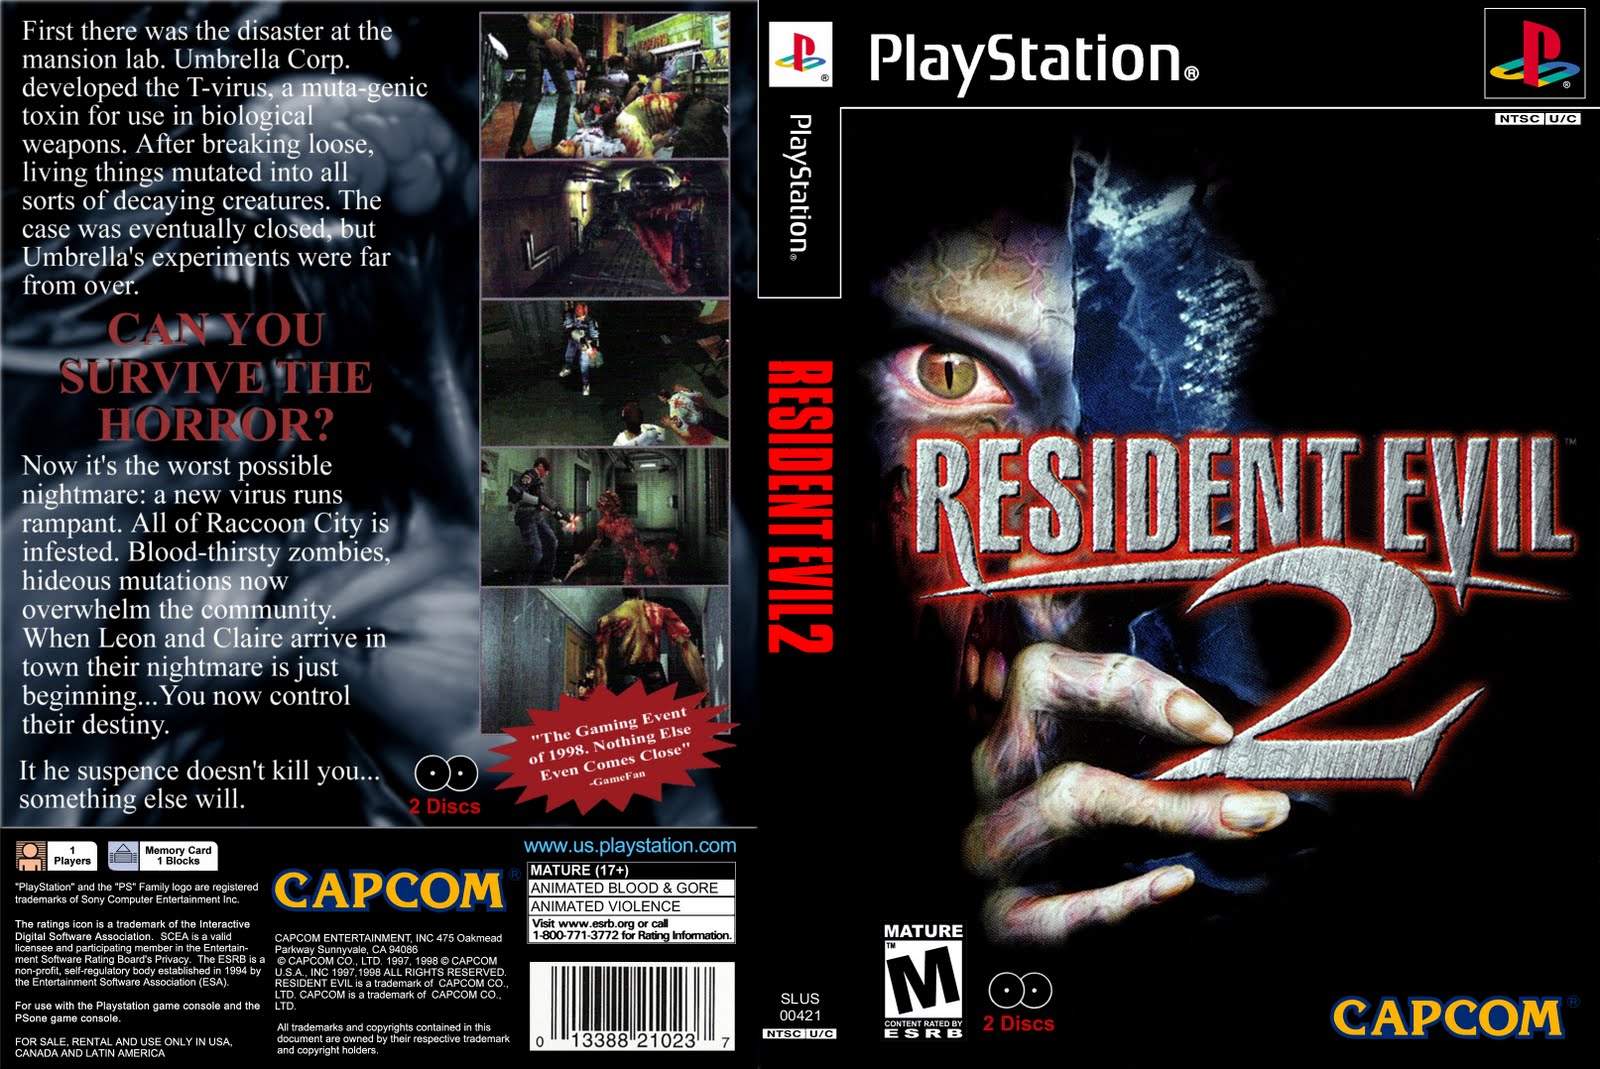 First there was the disaster at the
mansion lab. Umbrella Corp.
developed the T-virus, a muta-genic
toxin for use in biological
weapons. After breaking loose,
living things mutated into all
sorts of decaying creatures. The
case was eventually closed, but
Umbrella's experiments were far
from over.
CAN YOU
SURVIVE THE
HORROR?
Now it's the worst possible
nightmare: a new virus runs
rampant. All of Raccoon City is
infested. Blood-thirsty zombies,
hideous mutations now
overwhelm the community.
When Leon and Claire arrive in
town their nightmare is just
beginning...You now control
their destiny.
It he suspence doesn't kill you...
something else will.
2 Discs
"The Gaming Event
of 1998. Nothing Else
Even Comes Close"
-GameFan
1
Players
Memory Card
1 Blocks
"PlayStation" and the "PS" Family logo are registered
trademarks of Sony Computer Entertainment Inc.
The ratings icon is a trademark of the Interactive
Digital Software Association. SCEA is a valid
licensee and participating member in the Entertain-
ment Software Rating Board's Privacy. The ESRB is a
non-profit, self-regulatory body established in 1994 by
the Entertainment Software Association (ESA).
For use with the Playstation game console and the
PSone game console.
FOR SALE, RENTAL AND USE ONLY IN USA,
CANADA AND LATIN AMERICA
CAPCOM®
CAPCOM ENTERTAINMENT, INC 475 Oakmead
Parkway Sunnyvale, CA 94086
© CAPCOM CO., LTD. 1997, 1998 © CAPCOM
U.S.A., INC 1997,1998 ALL RIGHTS RESERVED.
RESIDENT EVIL is a trademark of CAPCOM CO.,
LTD. CAPCOM is a trademark of CAPCOM CO.,
LTD.
All trademarks and copyrights contained in this
document are owned by their respective trademark
and copyright holders.
www.us.playstation.com
MATURE (17+)
ANIMATED BLOOD & GORE
ANIMATED VIOLENCE
Visit www.esrb.org or call
1-800-771-3772 for Rating Information.
0 13388 21023 7
®
PlayStation®
RESIDENT EVIL 2
SLUS
00421
NTSC U/C
PlayStation®
®
NTSC U/C
RESIDENT EVIL™
2
MATURE
™
M
CONTENT RATED BY
ESRB
2 Discs
CAPCOM®